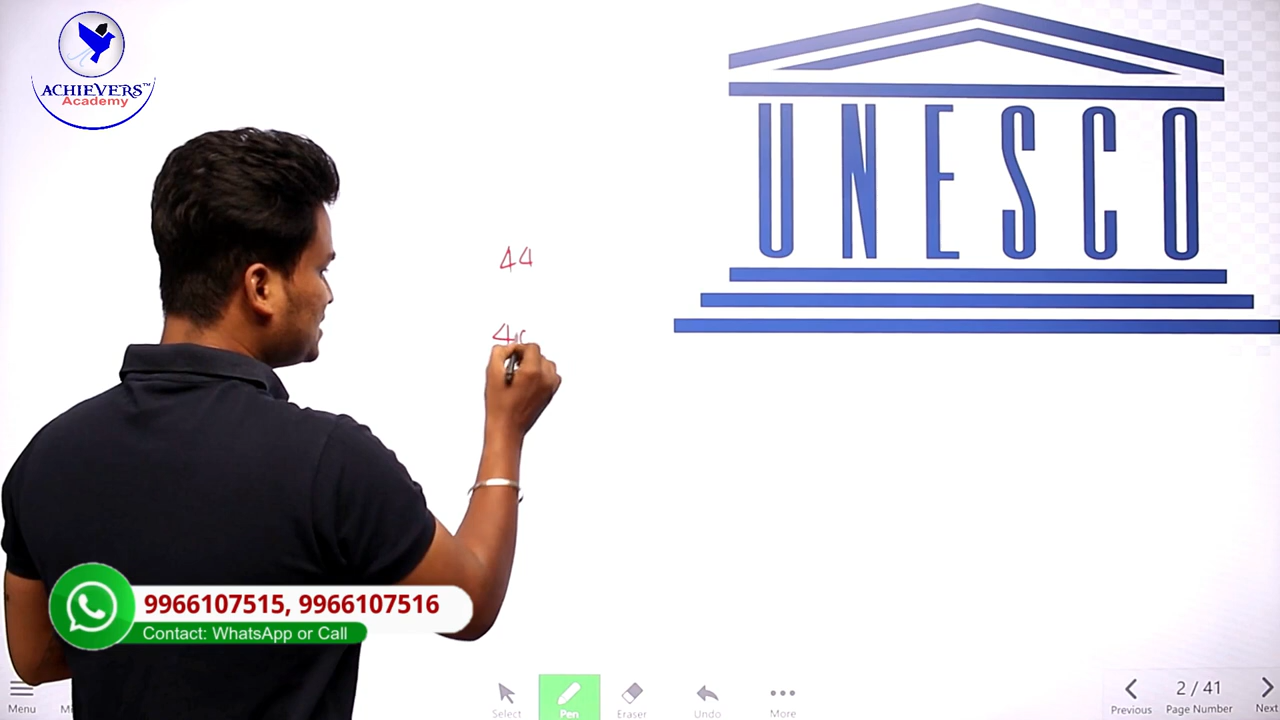 ACHIEVERS™
Academy
UNESCO
44
9966107515, 9966107516
Contact: WhatsApp or Call
Menu
Select
Pen
Eraser
Undo
More
Previous
2 / 41
Page Number
Next